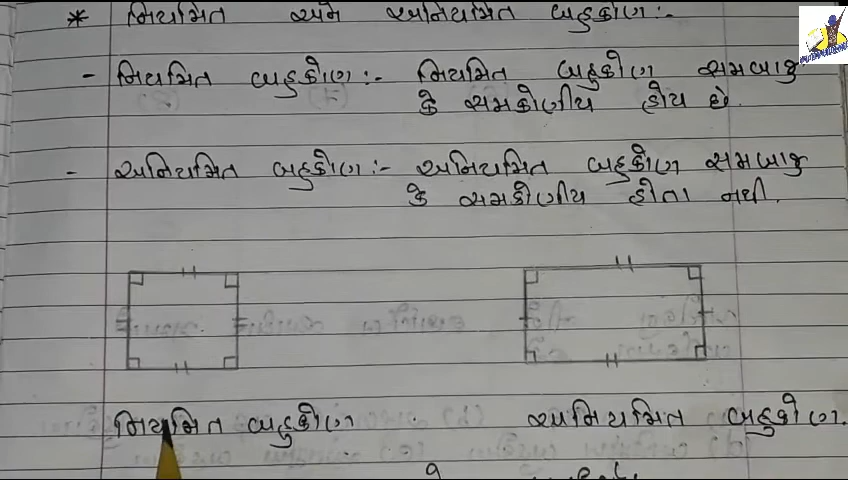 * નિયમિત અને અનિયમિત બહુકોણ :-
- નિયમિત બહુકોણ :- નિયમિત બહુકોણ સમબાજુ
કે સમકોણીય હોય છે.
- અનિયમિત બહુકોણ :- અનિયમિત બહુકોણ સમબાજુ
કે સમકોણીય હોતા નથી.
નિયમિત બહુકોણ અનિયમિત બહુકોણ.